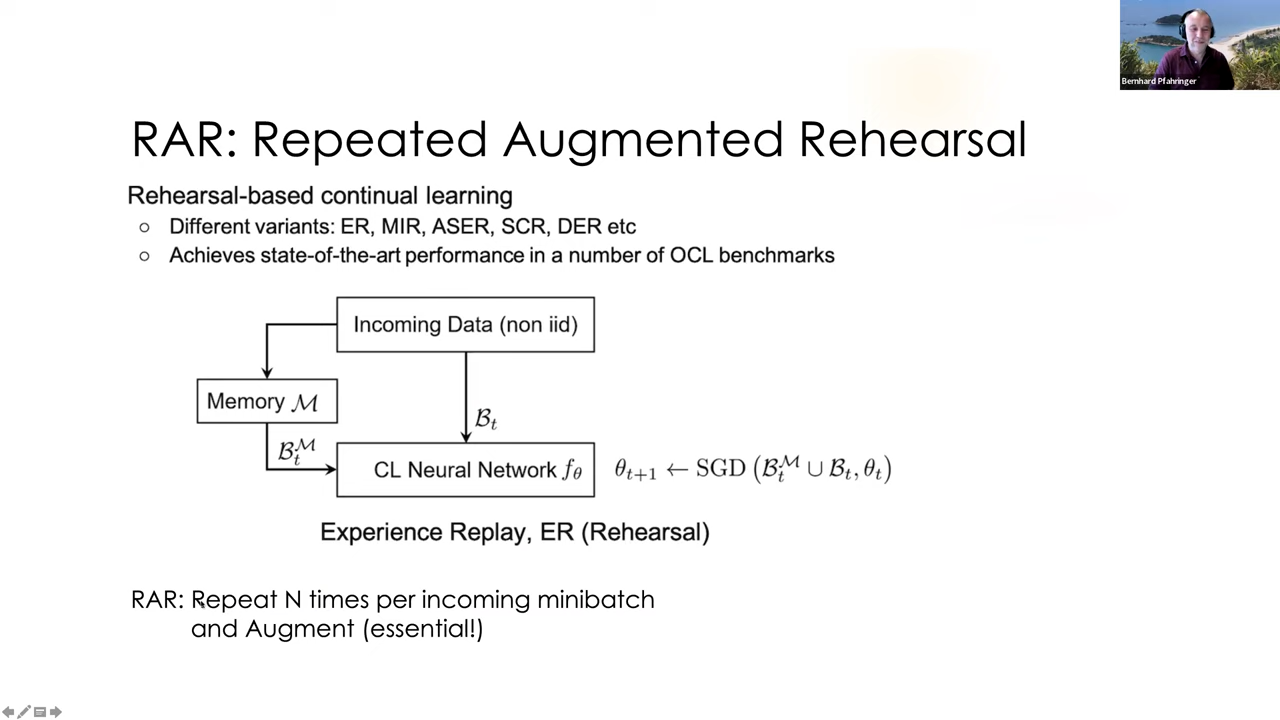 Bernhard Pfahringer
RAR: Repeated Augmented Rehearsal
Rehearsal-based continual learning
○ Different variants: ER, MIR, ASER, SCR, DER etc
○ Achieves state-of-the-art performance in a number of OCL benchmarks
Incoming Data (non iid)
Memory ℳ
ℬ_t
ℬ_t^ℳ
CL Neural Network f_θ
θ_{t+1} ← SGD (ℬ_t^ℳ ∪ ℬ_t, θ_t)
Experience Replay, ER (Rehearsal)
RAR: Repeat N times per incoming minibatch
and Augment (essential!)